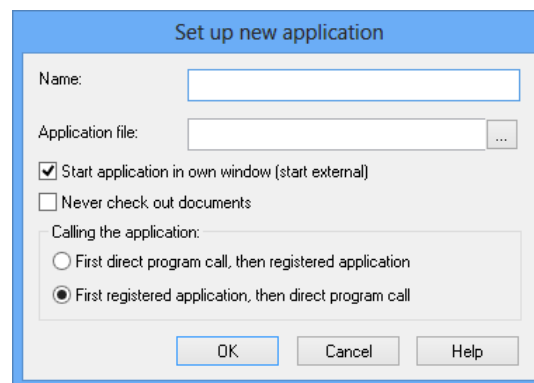 Set up new application
Name:
Application file:
...
Start application in own window (start external)
Never check out documents
Calling the application:
First direct program call, then registered application
First registered application, then direct program call
OK Cancel Help